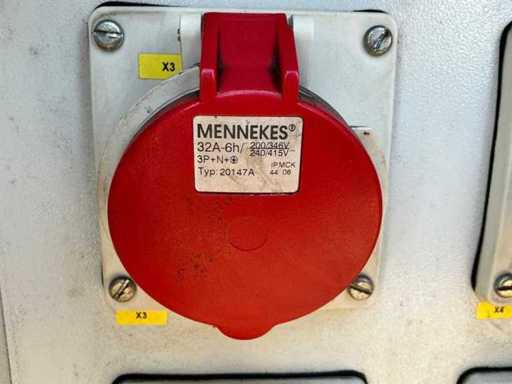 X3
MENNEKES®
32A-6h/ 200/346V
240/415V~
3P+N+⏚
IP,MCK
Typ: 20147A 44 06
X3
X4